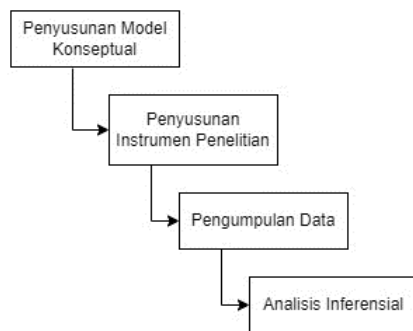 Penyusunan Model
Konseptual
Penyusunan
Instrumen Penelitian
Pengumpulan Data
Analisis Inferensial